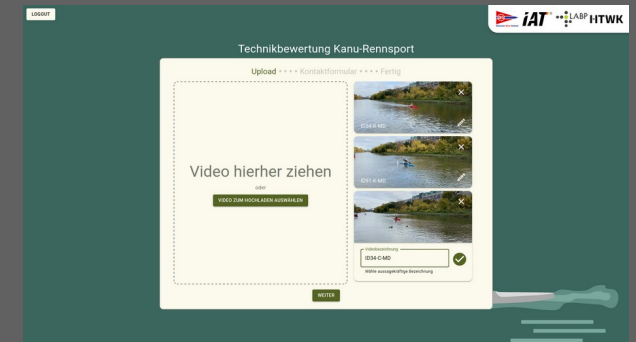 LOGOUT
iAT
LABP
HTWK
Technikbewertung Kanu-Rennsport
Upload • • • • Kontaktformular • • • • Fertig
Video hierher ziehen
oder
VIDEO ZUM HOCHLADEN AUSWÄHLEN
ID34-K-MD
ID91-K-MD
Videobezeichnung
ID34-C-MD
Wähle aussagekräftige Bezeichnung
WEITER